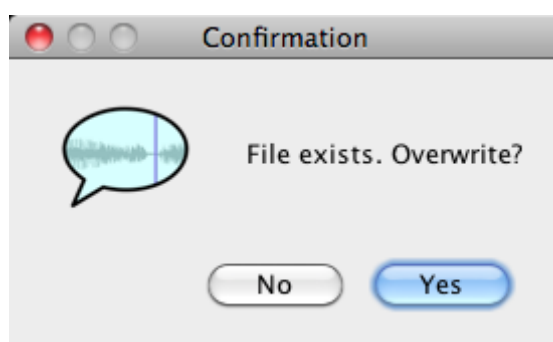 Confirmation
File exists. Overwrite?
No
Yes